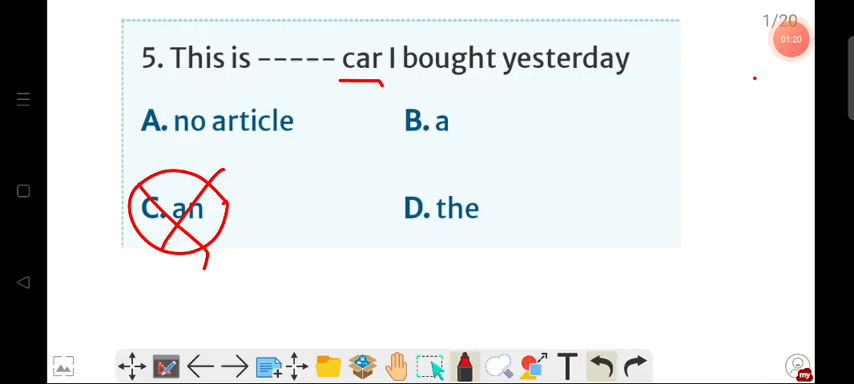 1/20
01:20
5. This is ----- car I bought yesterday
A. no article
B. a
C. an
D. the
T
my